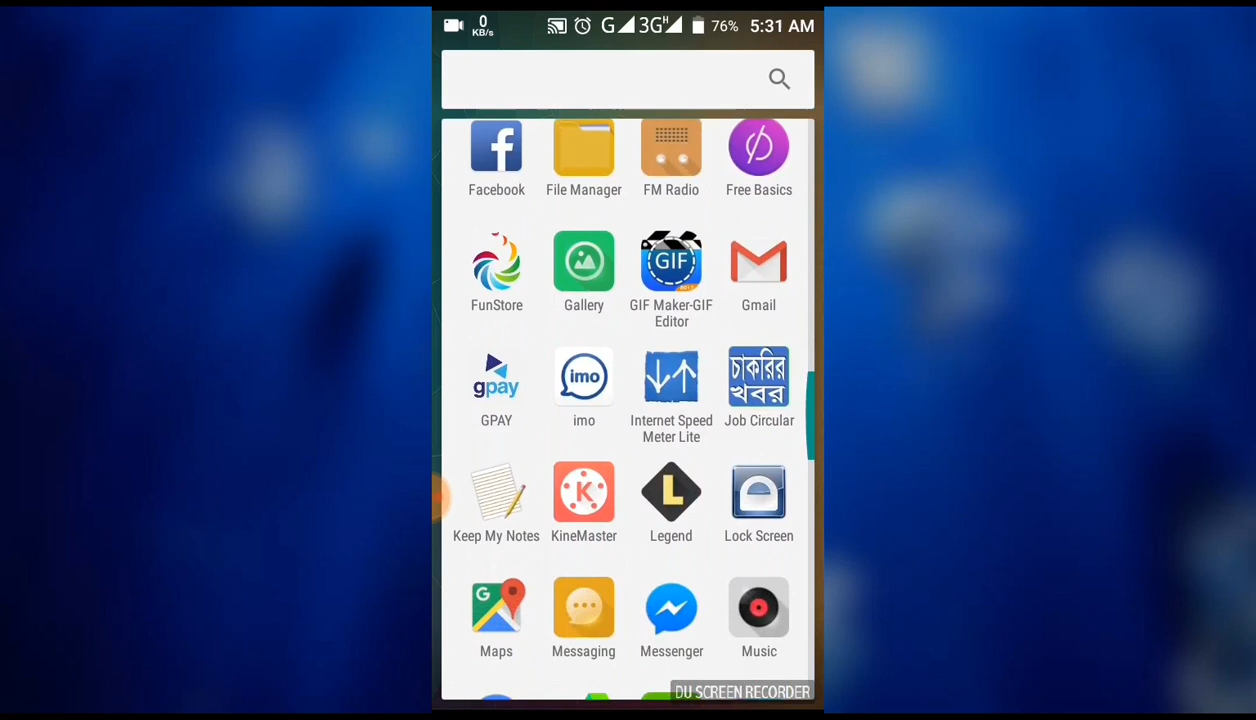 0 KB/s G 3G H 76% 5:31 AM
f
Facebook File Manager FM Radio Free Basics
GIF
2017
FunStore Gallery GIF Maker-GIF Editor Gmail
gpay imo চাকরির খবর
GPAY imo Internet Speed Meter Lite Job Circular
K L
Keep My Notes KineMaster Legend Lock Screen
G
Maps Messaging Messenger Music
DU SCREEN RECORDER